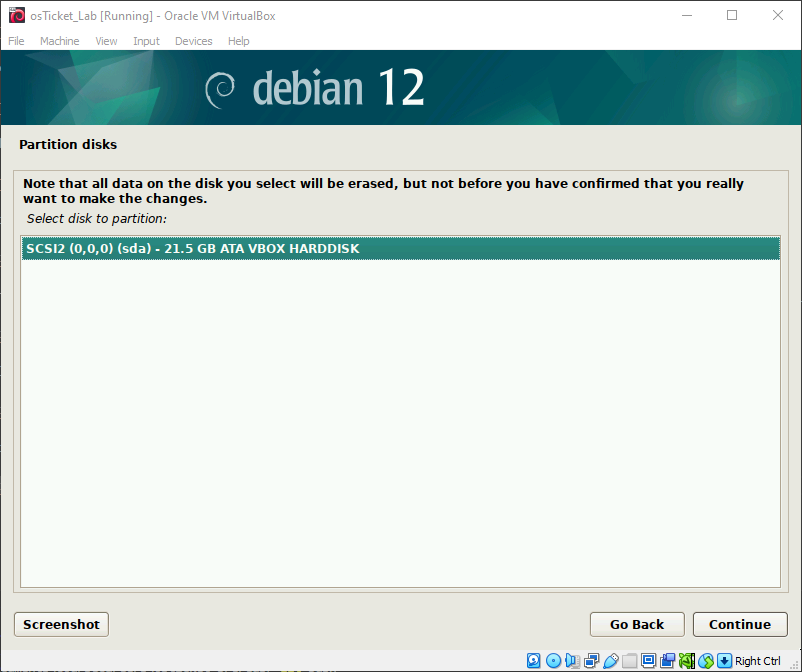 osTicket_Lab [Running] - Oracle VM VirtualBox
File Machine View Input Devices Help
debian 12
Partition disks
Note that all data on the disk you select will be erased, but not before you have confirmed that you really
want to make the changes.
Select disk to partition:
SCSI2 (0,0,0) (sda) - 21.5 GB ATA VBOX HARDDISK
Screenshot
Go Back
Continue
Right Ctrl